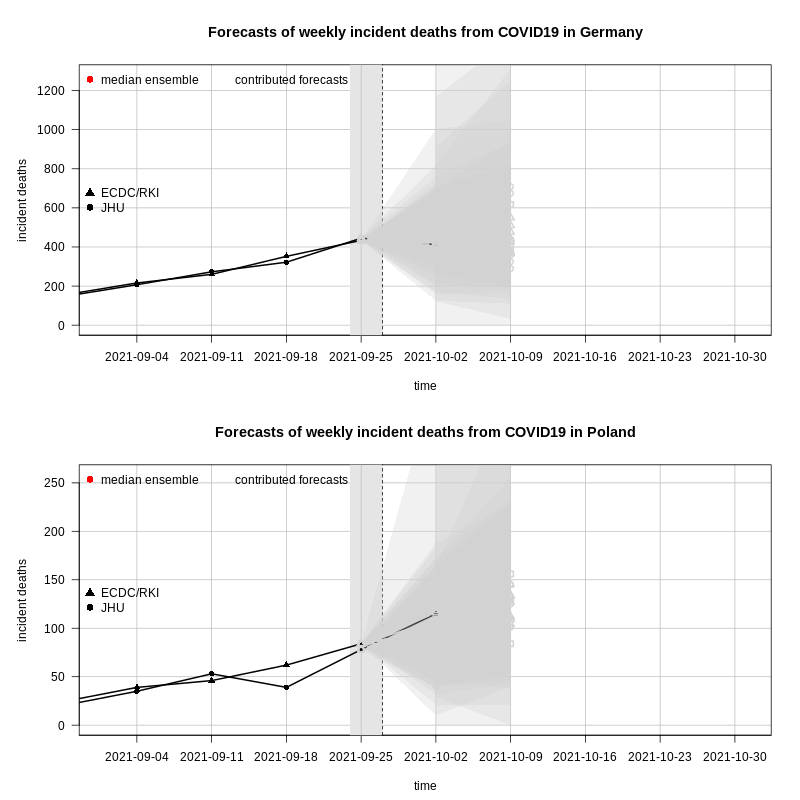 Forecasts of weekly incident deaths from COVID19 in Germany
median ensemble contributed forecasts
ECDC/RKI
JHU
incident deaths
1200
1000
800
600
400
200
0
2021-09-04 2021-09-11 2021-09-18 2021-09-25 2021-10-02 2021-10-09 2021-10-16 2021-10-23 2021-10-30
time
Forecasts of weekly incident deaths from COVID19 in Poland
median ensemble contributed forecasts
ECDC/RKI
JHU
incident deaths
250
200
150
100
50
0
2021-09-04 2021-09-11 2021-09-18 2021-09-25 2021-10-02 2021-10-09 2021-10-16 2021-10-23 2021-10-30
time